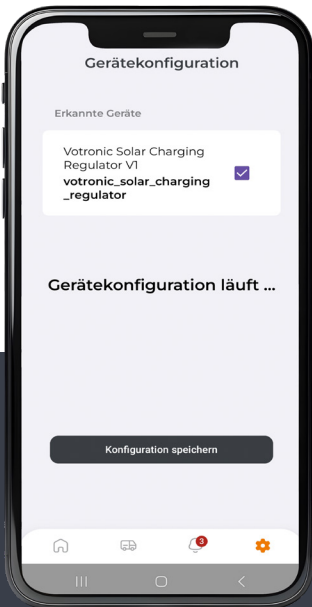 Gerätekonfiguration
Erkannte Geräte
Votronic Solar Charging
Regulator V1
votronic_solar_charging
_regulator
Gerätekonfiguration läuft ...
Konfiguration speichern
3